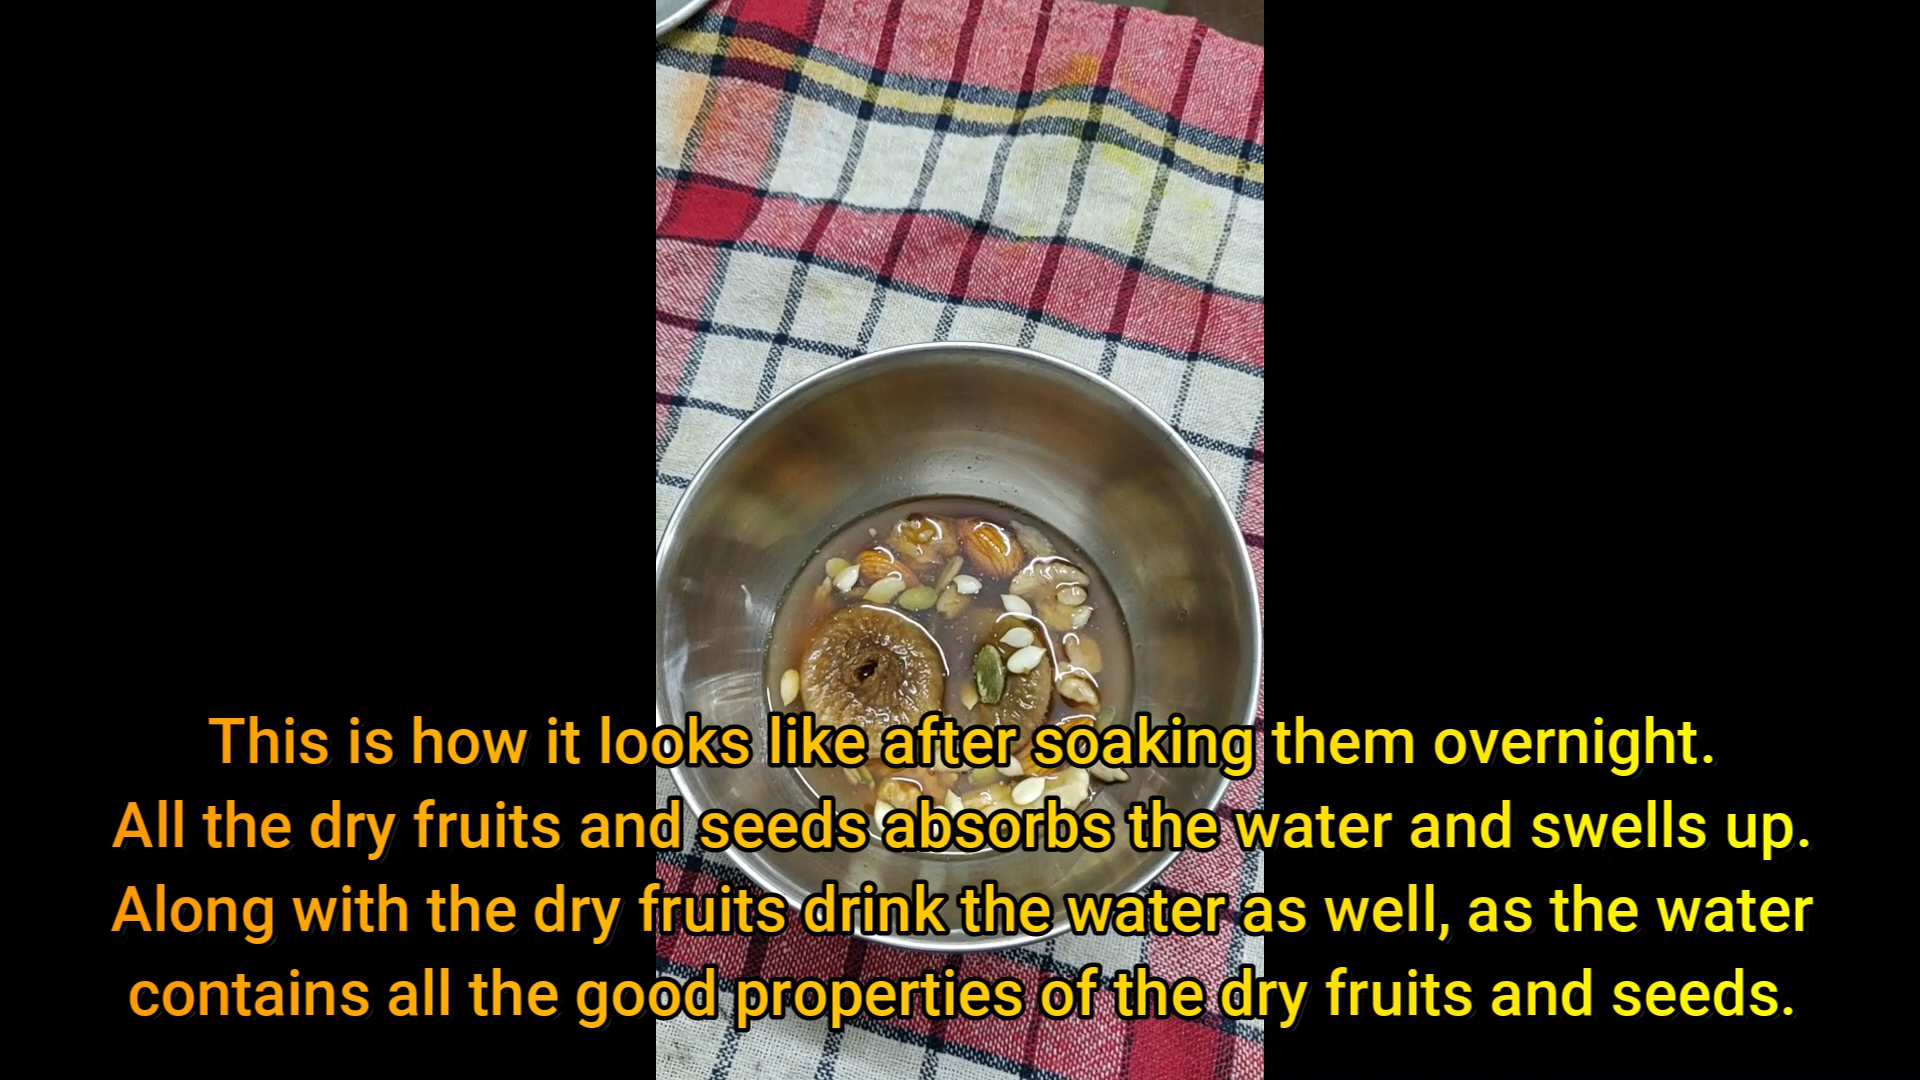 This is how it looks like after soaking them overnight.
All the dry fruits and seeds absorbs the water and swells up.
Along with the dry fruits drink the water as well, as the water
contains all the good properties of the dry fruits and seeds.